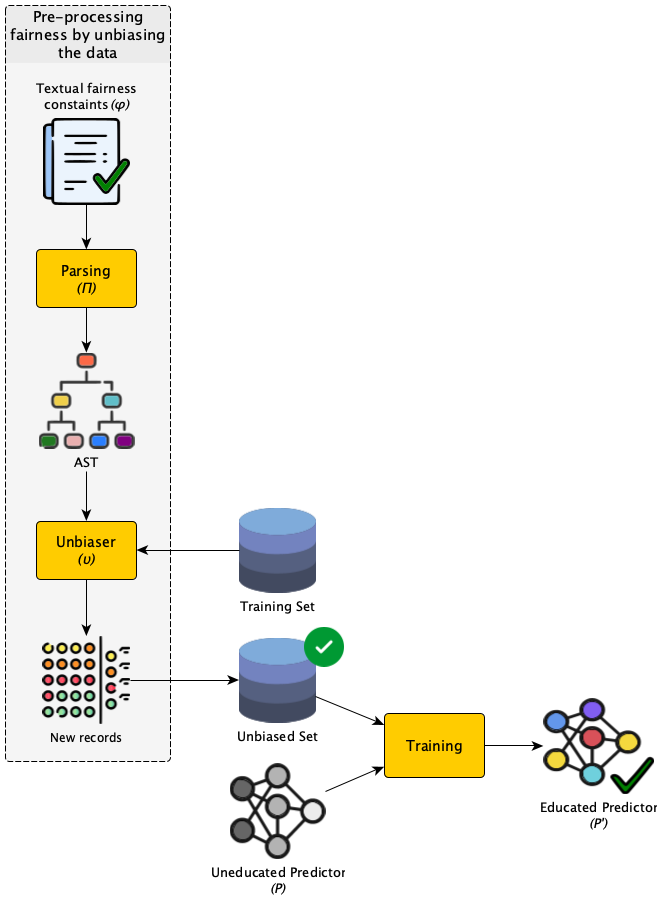 Pre-processing
fairness by unbiasing
the data
Textual fairness
constaints (φ)
Parsing
(Π)
AST
Unbiaser
(υ)
Training Set
New records
Unbiased Set
Training
Educated Predictor
(P')
Uneducated Predictor
(P)